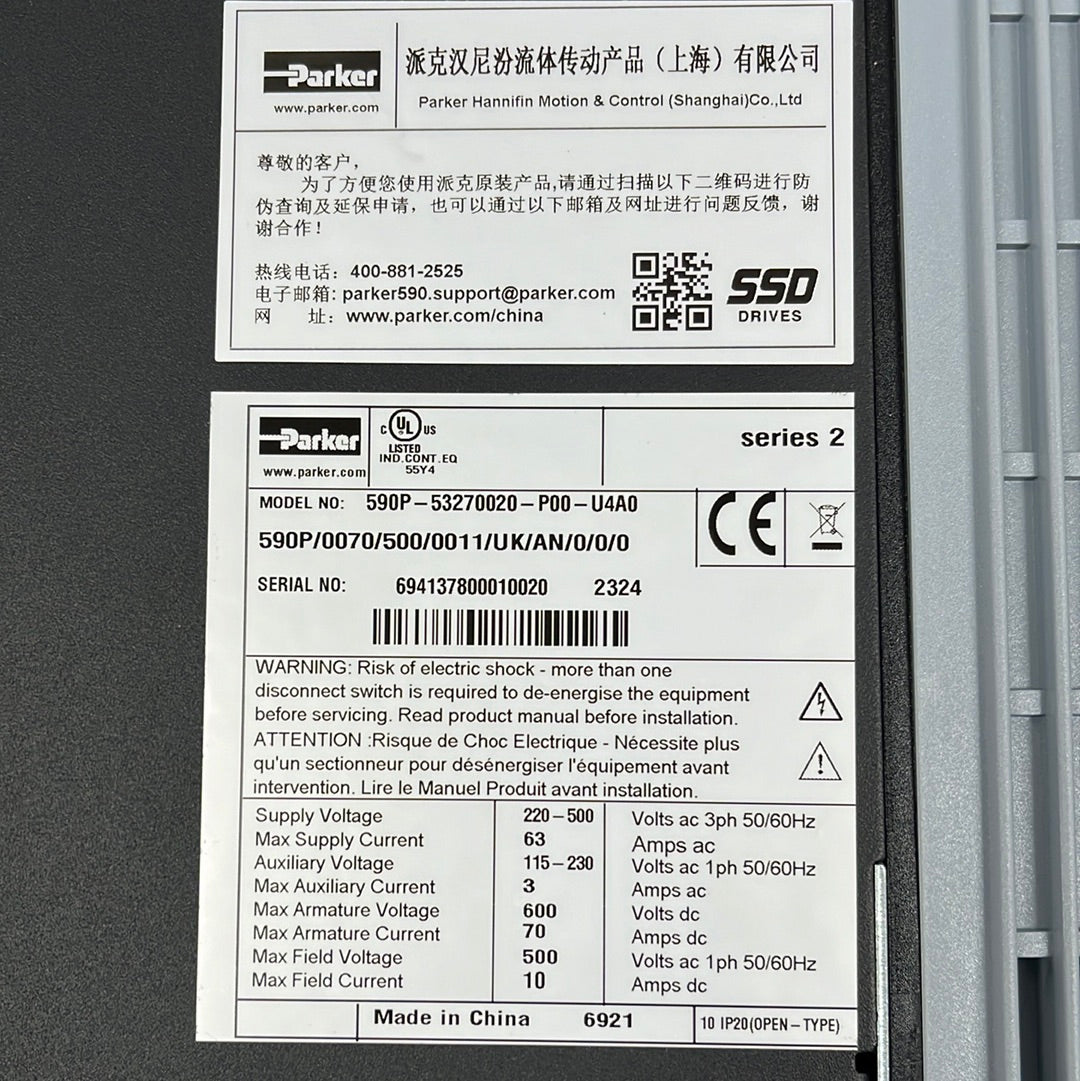 Parker
www.parker.com
派克汉尼汾流体传动产品（上海）有限公司
Parker Hannifin Motion & Control (Shanghai)Co.,Ltd
尊敬的客户，
为了方便您使用派克原装产品,请通过扫描以下二维码进行防
伪查询及延保申请，也可以通过以下邮箱及网址进行问题反馈，谢
谢合作！
热线电话：400-881-2525
电子邮箱: parker590.support@parker.com
网 址：www.parker.com/china
SSD
DRIVES
Parker
www.parker.com
C UL US
LISTED
IND.CONT.EQ
55Y4
series 2
MODEL NO: 590P-53270020-P00-U4A0
590P/0070/500/0011/UK/AN/0/0/0
CE
SERIAL NO: 694137800010020 2324
WARNING: Risk of electric shock - more than one
disconnect switch is required to de-energise the equipment
before servicing. Read product manual before installation.
ATTENTION :Risque de Choc Electrique - Nécessite plus
qu'un sectionneur pour désénergiser l'équipement avant
intervention. Lire le Manuel Produit avant installation.
Supply Voltage 220-500 Volts ac 3ph 50/60Hz
Max Supply Current 63 Amps ac
Auxiliary Voltage 115-230 Volts ac 1ph 50/60Hz
Max Auxiliary Current 3 Amps ac
Max Armature Voltage 600 Volts dc
Max Armature Current 70 Amps dc
Max Field Voltage 500 Volts ac 1ph 50/60Hz
Max Field Current 10 Amps dc
Made in China 6921 10 IP20(OPEN-TYPE)